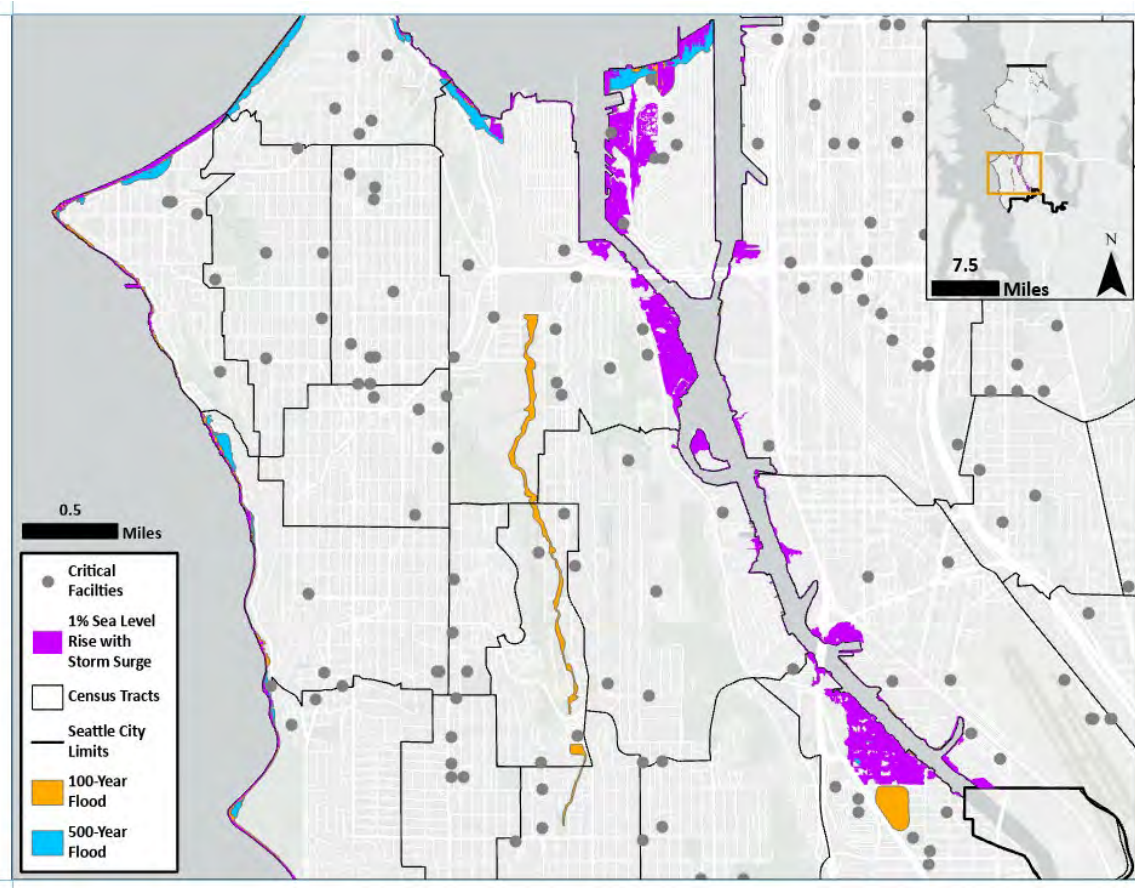 N
7.5
Miles
0.5
Miles
Critical
Facilties
1% Sea Level
Rise with
Storm Surge
Census Tracts
Seattle City
Limits
100-Year
Flood
500-Year
Flood